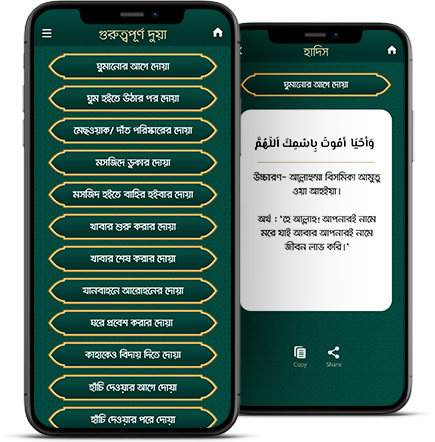 গুরুত্বপূর্ণ দুয়া
ঘুমানোর আগে দোয়া
ঘুম হইতে উঠার পর দোয়া
মেছওয়াক/ দাঁত পরিষ্কারের দোয়া
মসজিদে ঢুকার দোয়া
মসজিদ হইতে বাহির হইবার দোয়া
খাবার শুরু করার দোয়া
খাবার শেষ করার দোয়া
যানবাহনে আরোহনের দোয়া
ঘরে প্রবেশ করার দোয়া
কাহাকেও বিদায় দিতে দোয়া
হাঁচি দেওয়ার আগে দোয়া
হাঁচি দেওয়ার পরে দোয়া
হাদিস
ঘুমানোর আগে দোয়া
وَأَحْيَا أَمُوتُ بِاسْمِكَ اَللّٰهُمَّ
উচ্চারণ- আল্লাহুম্মা বিসমিকা আমুতু
ওয়া আহইয়া।
অর্থ : ‘হে আল্লাহ! আপনারই নামে
মরে যাই আবার আপনারই নামে
জীবন লাভ করি।’
Copy
Share